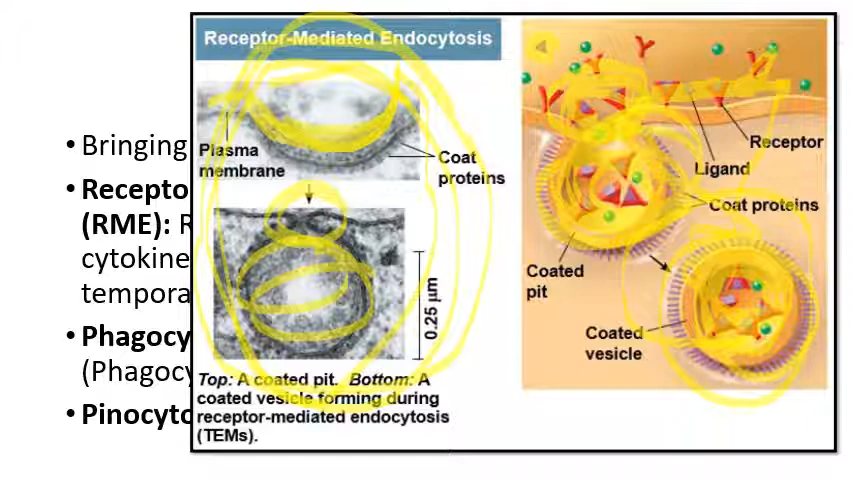 • Bringing
• Recepto
(RME): R
cytokine
tempora
• Phagocy
(Phagocy
• Pinocyto
Receptor-Mediated Endocytosis
Plasma
membrane
Coat
proteins
0.25 µm
Top: A coated pit. Bottom: A
coated vesicle forming during
receptor-mediated endocytosis
(TEMs).
Receptor
Ligand
Coat proteins
Coated
pit
Coated
vesicle